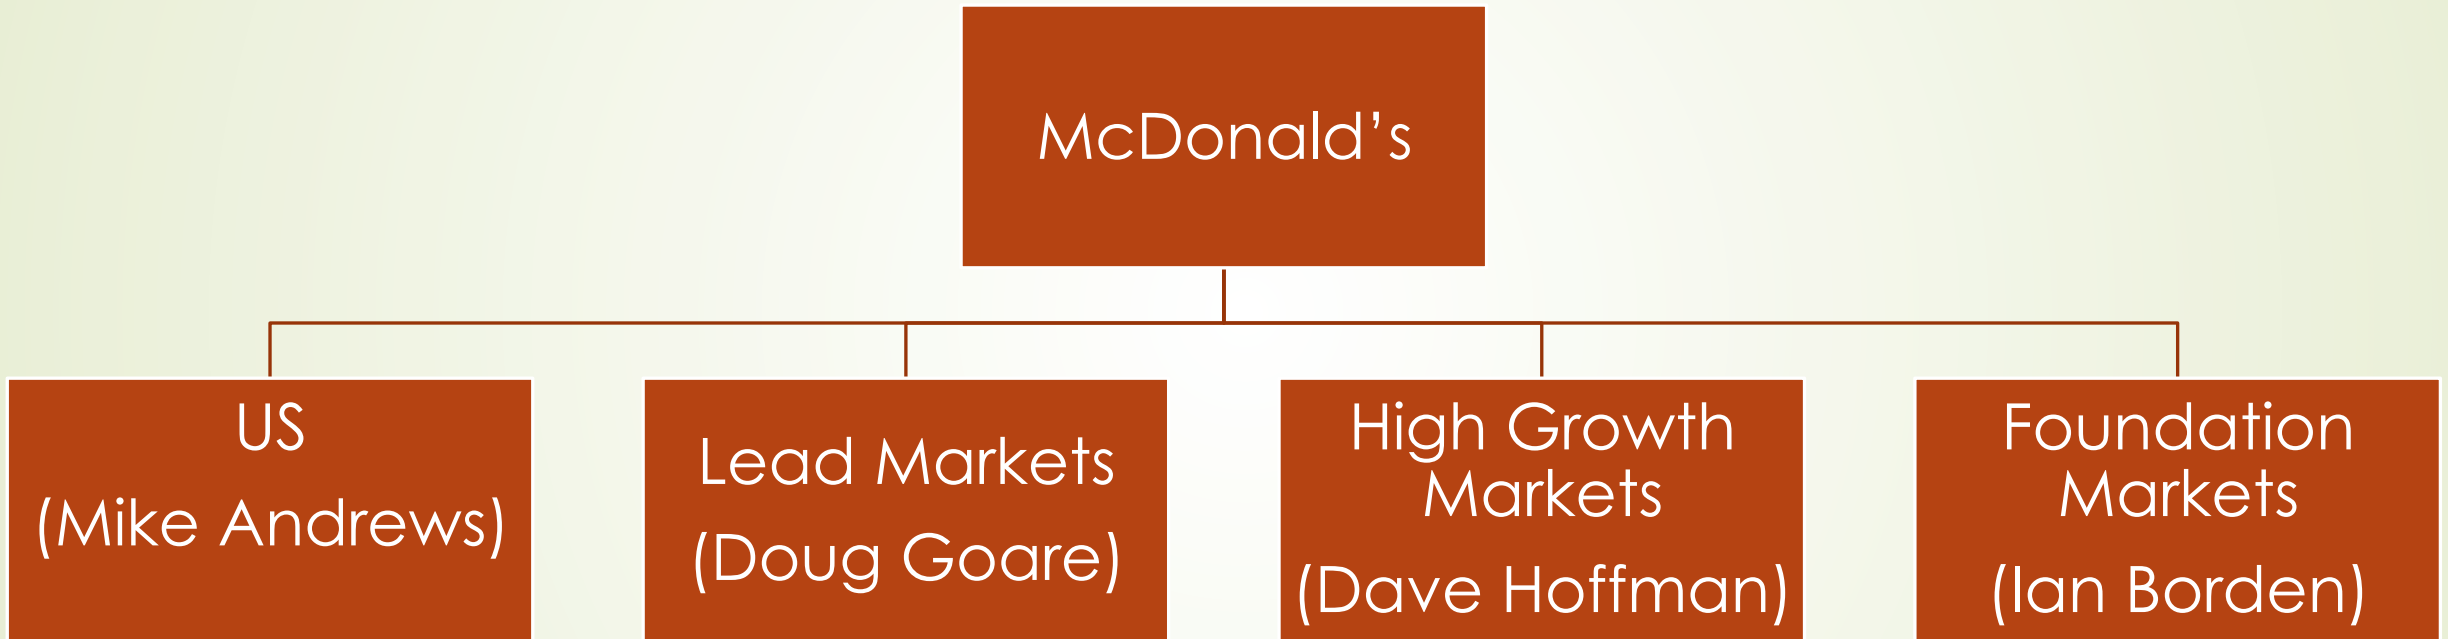 McDonald’s
US
(Mike Andrews)
Lead Markets
(Doug Goare)
High Growth
Markets
(Dave Hoffman)
Foundation
Markets
(Ian Borden)